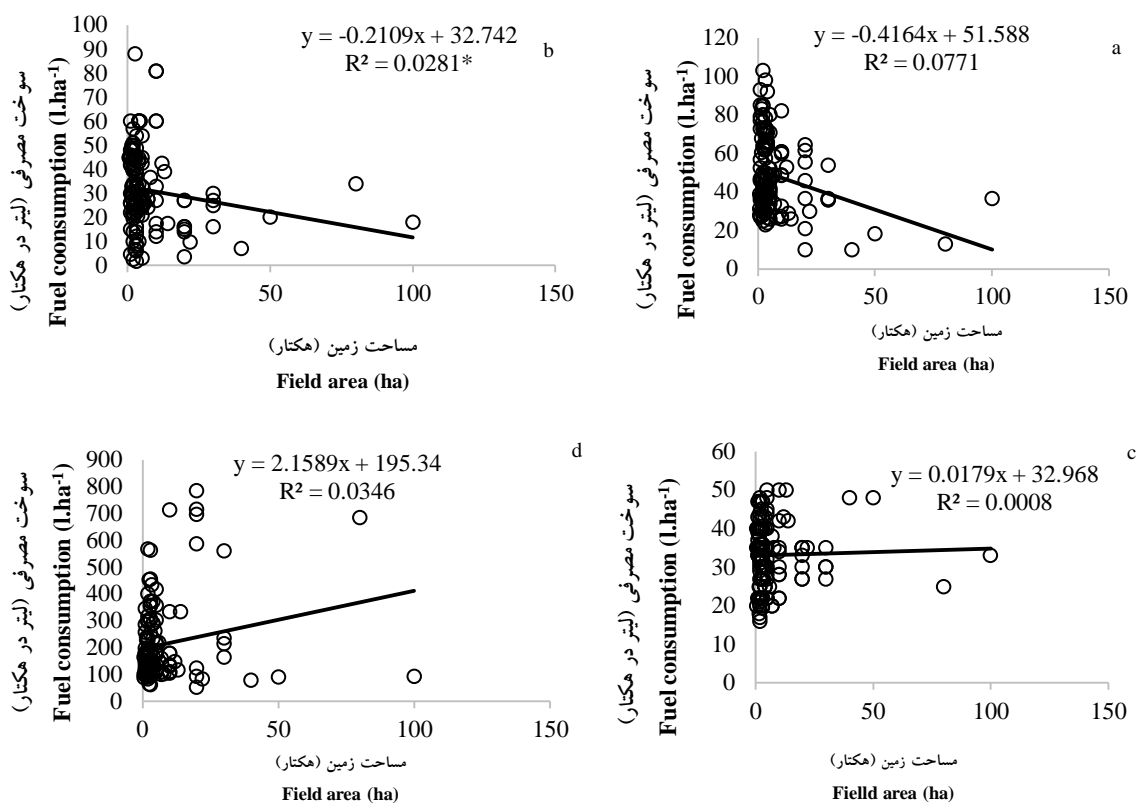 b
y = -0.2109x + 32.742
R² = 0.0281*
100
90
80
70
60
50
40
30
20
10
0
0
50
100
150
سوخت مصرفی (لیتر در هکتار)
Fuel coonsumption (l.ha⁻¹)
مساحت زمین (هکتار)
Field area (ha)
a
y = -0.4164x + 51.588
R² = 0.0771
120
100
80
60
40
20
0
0
50
100
150
سوخت مصرفی (لیتر در هکتار)
Fuel consumption (l.ha⁻¹)
مساحت زمین (هکتار)
Field area (ha)
d
y = 2.1589x + 195.34
R² = 0.0346
900
800
700
600
500
400
300
200
100
0
0
50
100
150
سوخت مصرفی (لیتر در هکتار)
Fuel consumption (l.ha⁻¹)
مساحت زمین (هکتار)
Field area (ha)
c
y = 0.0179x + 32.968
R² = 0.0008
60
50
40
30
20
10
0
0
50
100
150
سوخت مصرفی (لیتر در هکتار)
Fuel consumption (l.ha⁻¹)
مساحت زمین (هکتار)
Fielld area (ha)